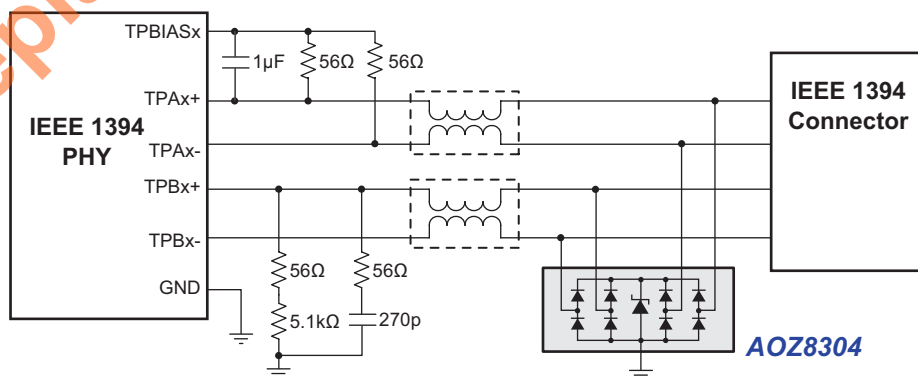 TPBIASx
1µF
56Ω
56Ω
TPAx+
IEEE 1394
PHY
TPAx-
TPBx+
TPBx-
GND
56Ω
56Ω
5.1kΩ
270p
IEEE 1394
Connector
AOZ8304